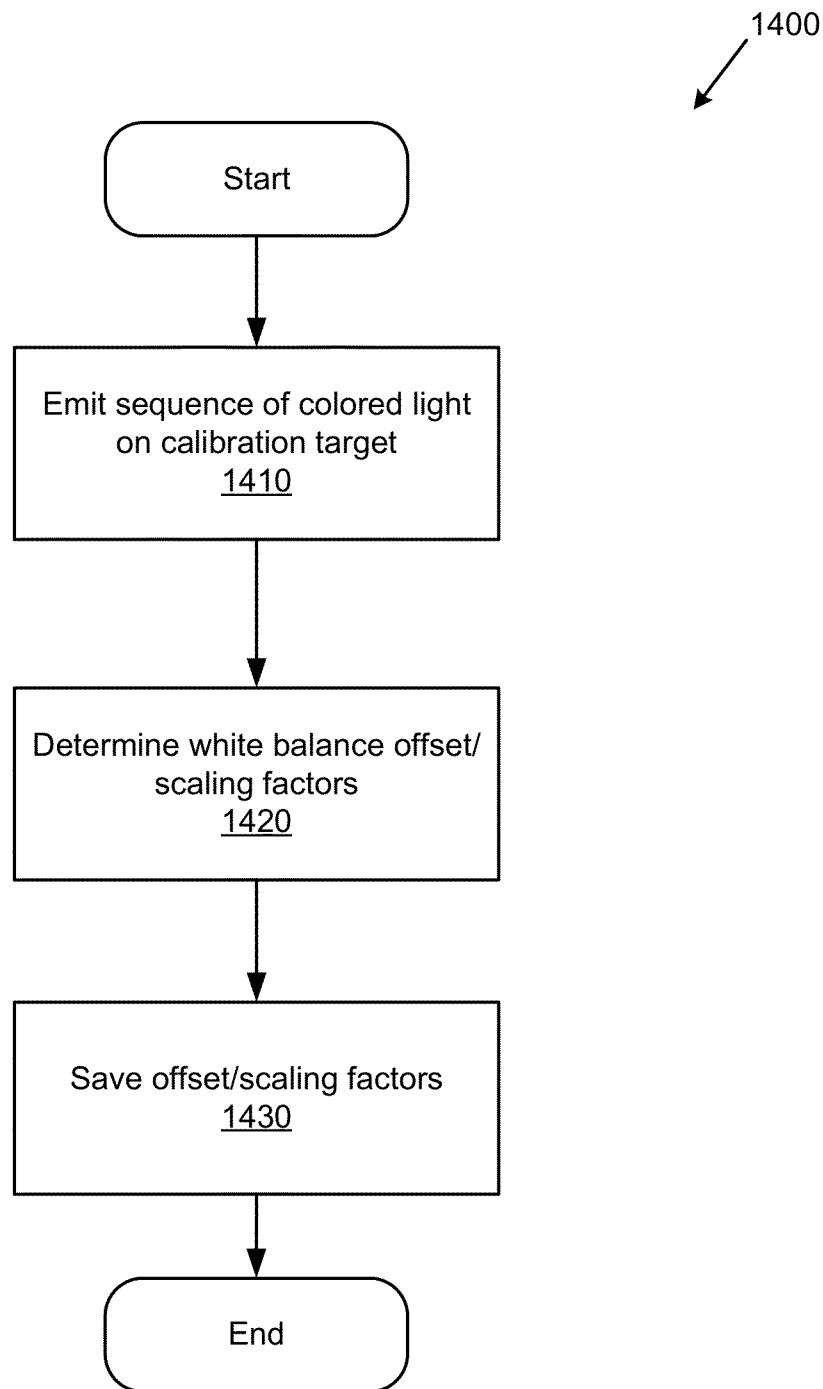 1400
Start
Emit sequence of colored light
on calibration target
1410
Determine white balance offset/
scaling factors
1420
Save offset/scaling factors
1430
End